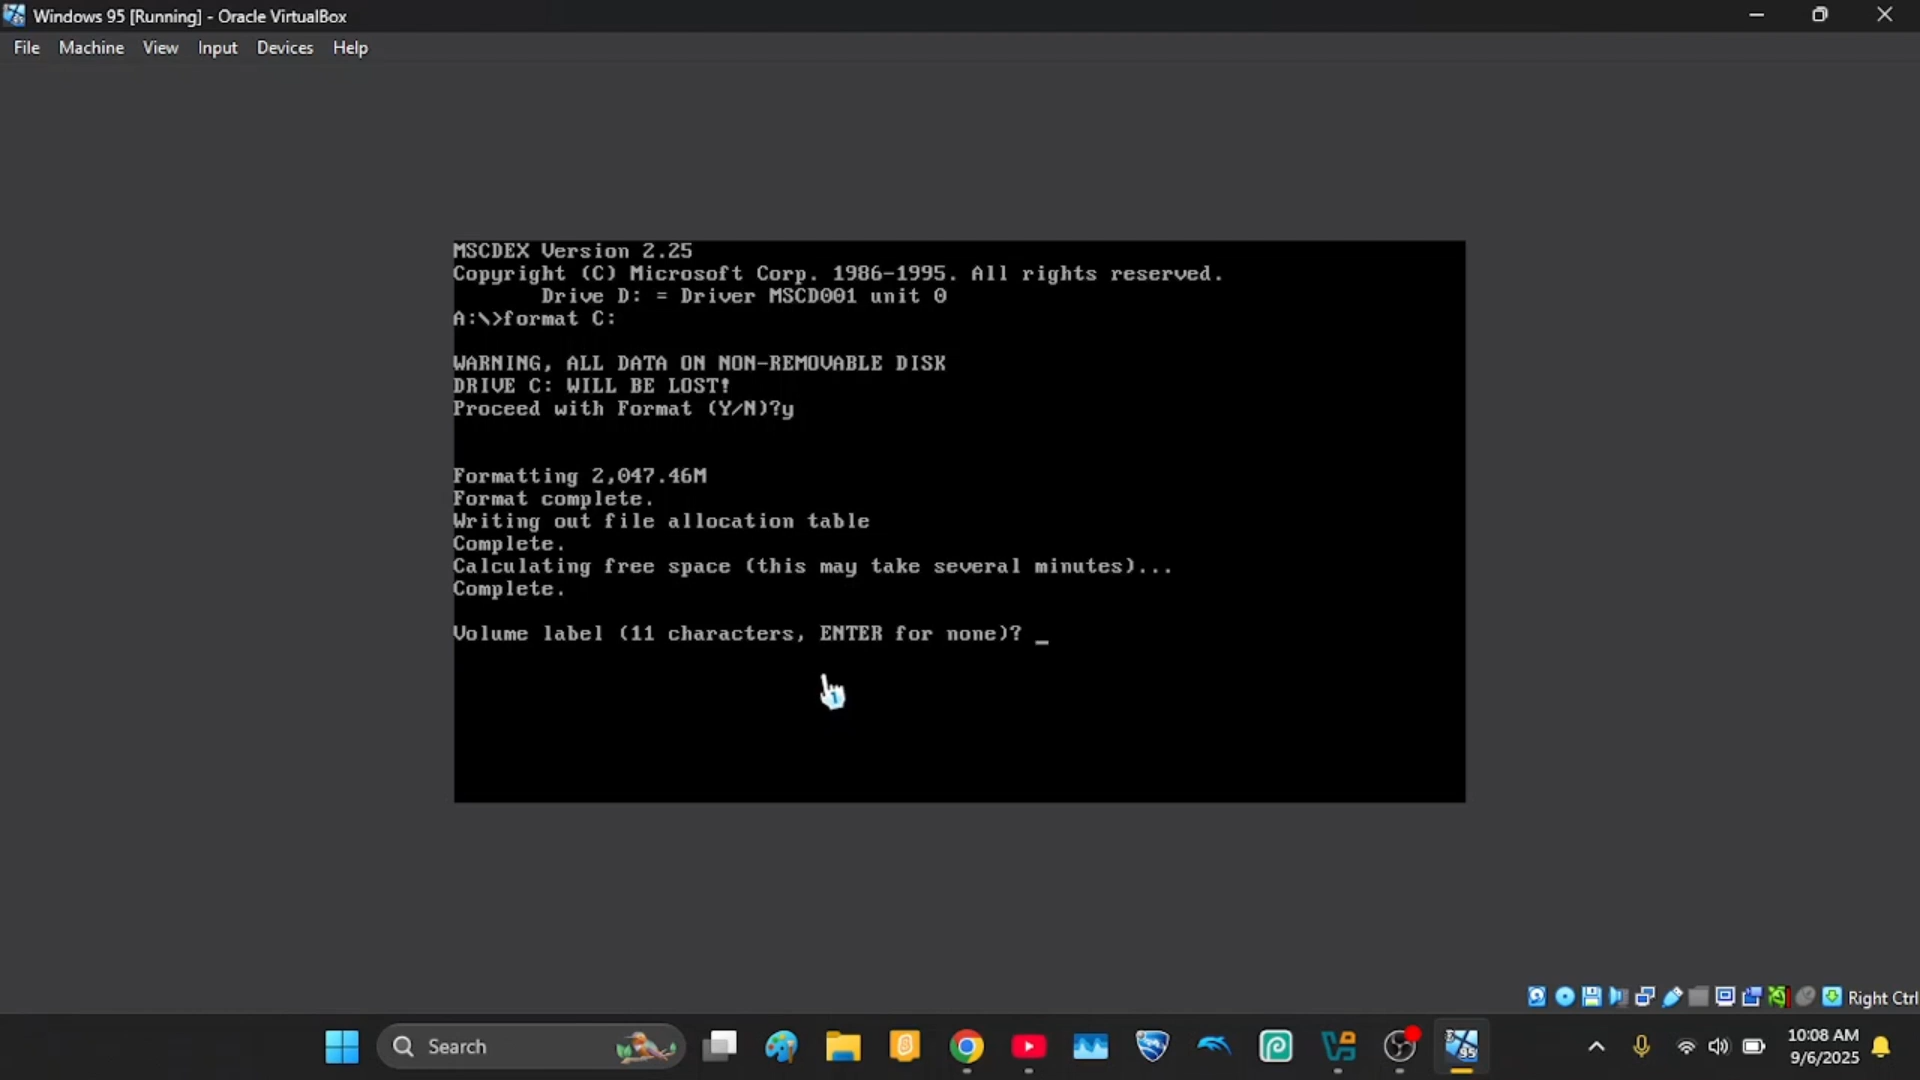 Windows 95 [Running] - Oracle VirtualBox
File Machine View Input Devices Help
MSCDEX Version 2.25
Copyright (C) Microsoft Corp. 1986-1995. All rights reserved.
Drive D: = Driver MSCD001 unit 0
A:\>format C:
WARNING, ALL DATA ON NON-REMOVABLE DISK
DRIVE C: WILL BE LOST!
Proceed with Format (Y/N)?y
Formatting 2,047.46M
Format complete.
Writing out file allocation table
Complete.
Calculating free space (this may take several minutes)...
Complete.
Volume label (11 characters, ENTER for none)? _
Right Ctrl
Search
95
10:08 AM
9/6/2025